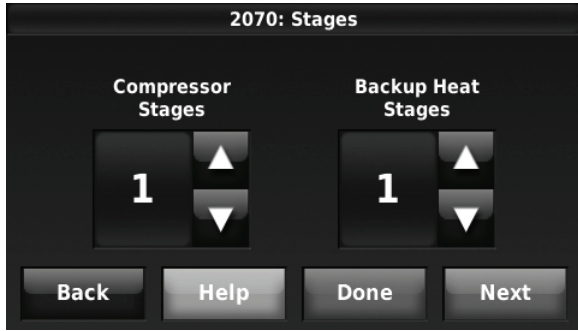 2070: Stages
Compressor
Stages
Backup Heat
Stages
1
1
Back
Help
Done
Next